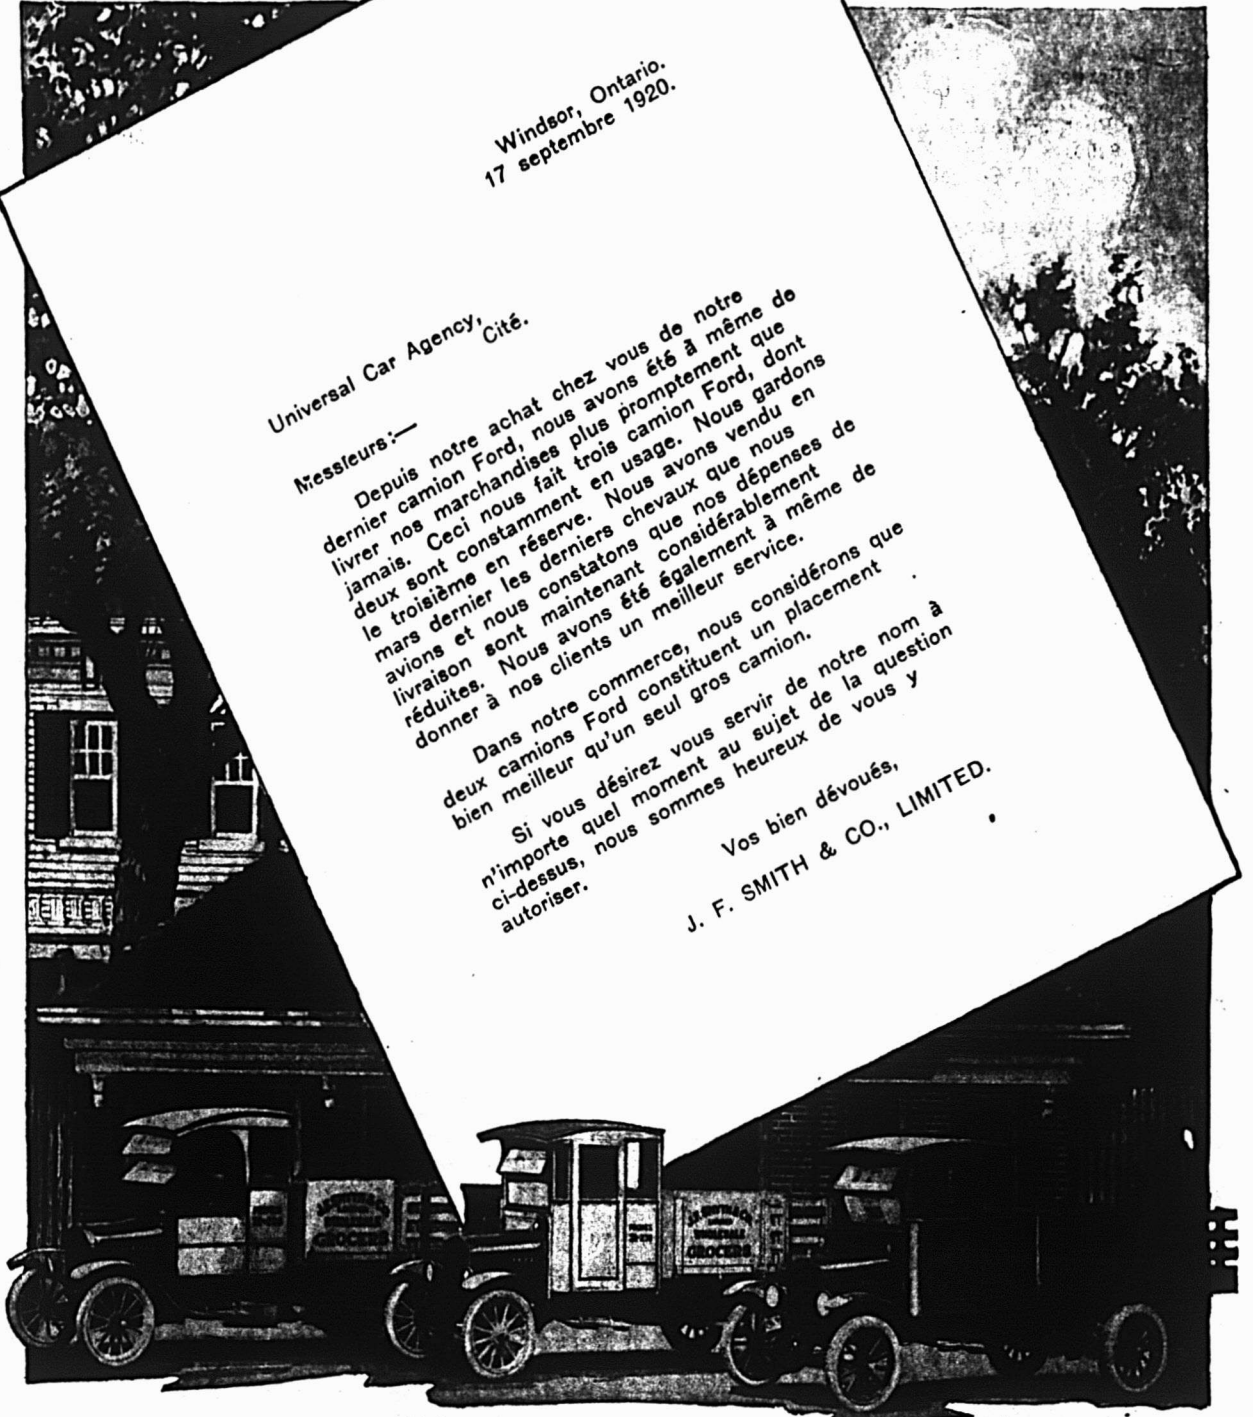 Windsor, Ontario.
17 septembre 1920.
Universal Car Agency,
Cité.
Messieurs:—
Depuis notre achat chez vous de notre
dernier camion Ford, nous avons été à même de
livrer nos marchandises plus promptement que
jamais. Ceci nous fait trois camion Ford, dont
deux sont constamment en usage. Nous gardons
le troisième en réserve. Nous avons vendu en
mars dernier les derniers chevaux que nous
avions et nous constatons que nos dépenses de
livraison sont maintenant considérablement
réduites. Nous avons été également à même de
donner à nos clients un meilleur service.
Dans notre commerce, nous considérons que
deux camions Ford constituent un placement
bien meilleur qu'un seul gros camion.
Si vous désirez vous servir de notre nom à
n'importe quel moment au sujet de la question
ci-dessus, nous sommes heureux de vous y
autoriser.
Vos bien dévoués,
J. F. SMITH & CO., LIMITED.
GROCERS
GROCERS